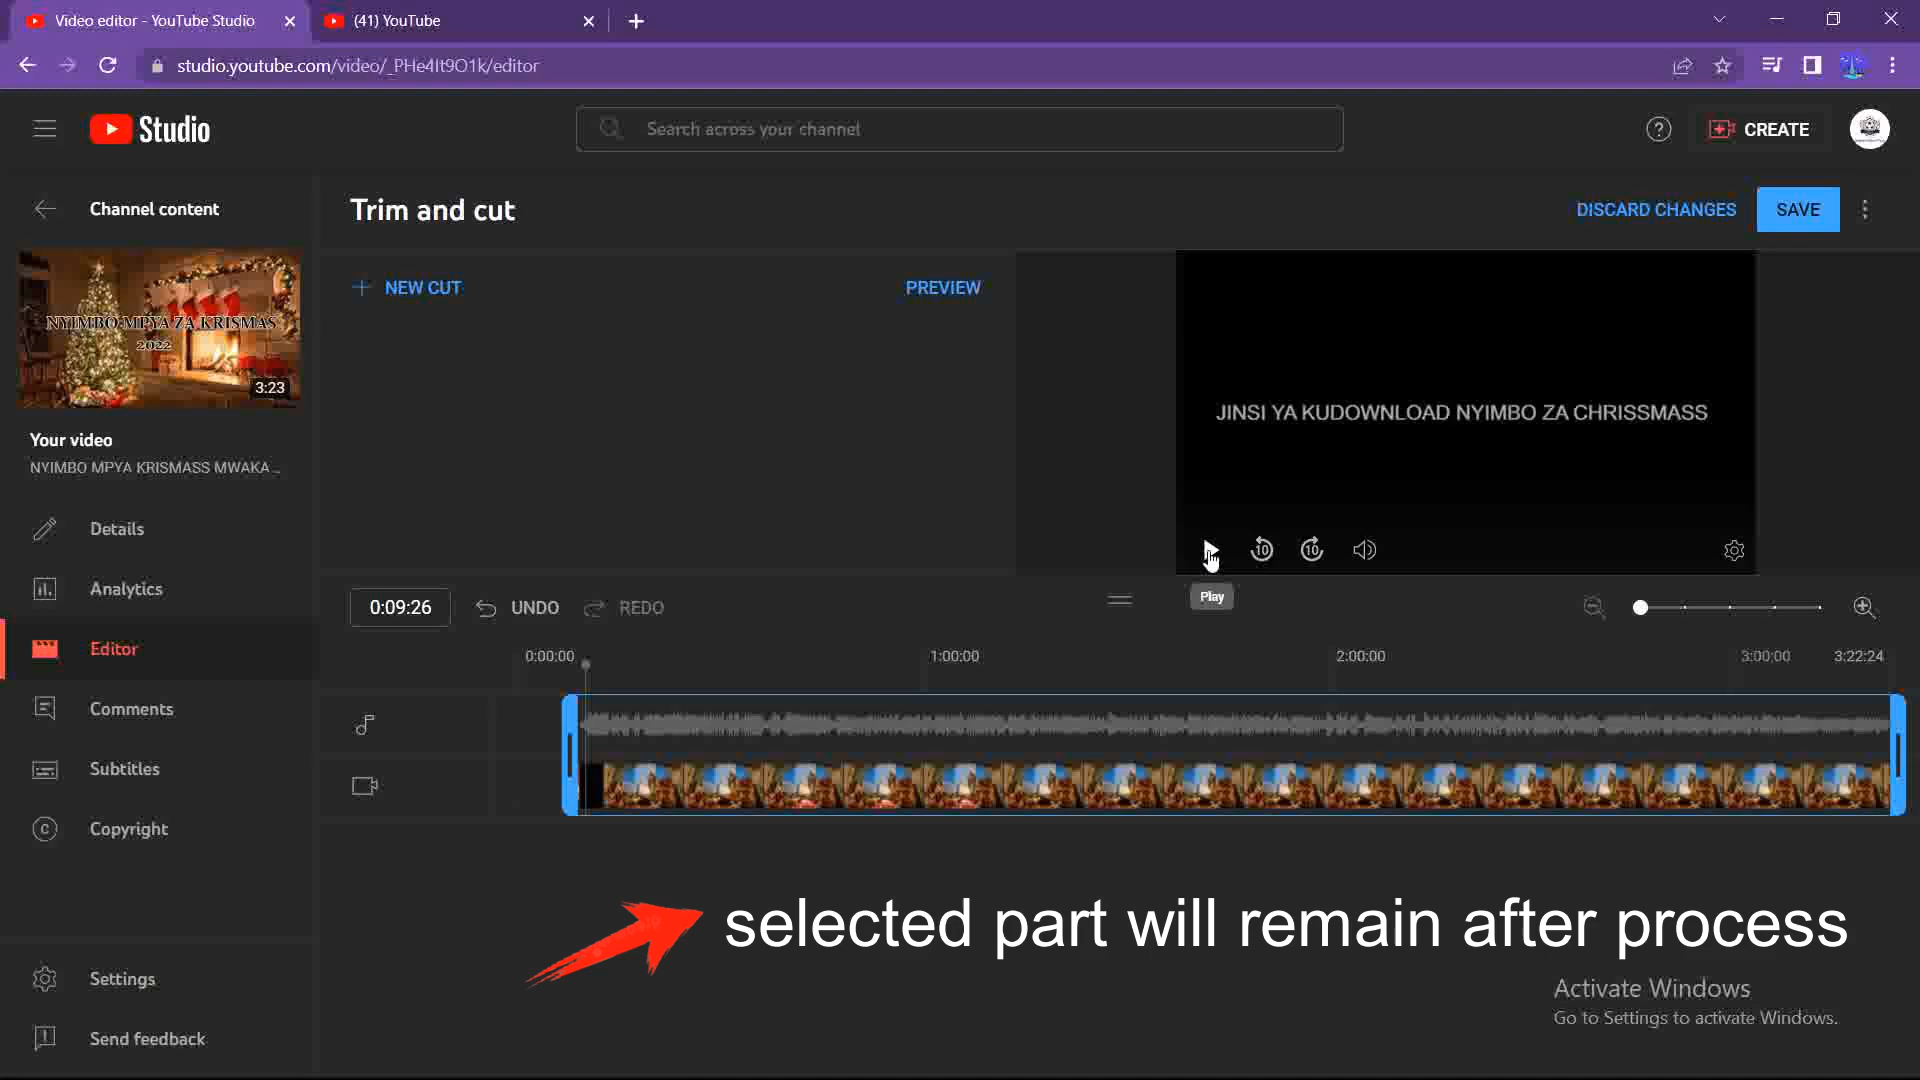 Video editor - YouTube Studio
(41) YouTube
studio.youtube.com/video/_PHe4It9O1k/editor
Studio
Search across your channel
CREATE
Channel content
Trim and cut
DISCARD CHANGES
SAVE
NYIMBO MPYA ZA KRISMAS
2022
3:23
NEW CUT
PREVIEW
JINSI YA KUDOWNLOAD NYIMBO ZA CHRISSMASS
10
10
Your video
NYIMBO MPYA KRISMASS MWAKA ...
Details
Analytics
Editor
Comments
Subtitles
Copyright
Settings
Send feedback
0:09:26
UNDO
REDO
Play
0:00:00
1:00:00
2:00:00
3:00:00
3:22:24
selected part will remain after process
Activate Windows
Go to Settings to activate Windows.